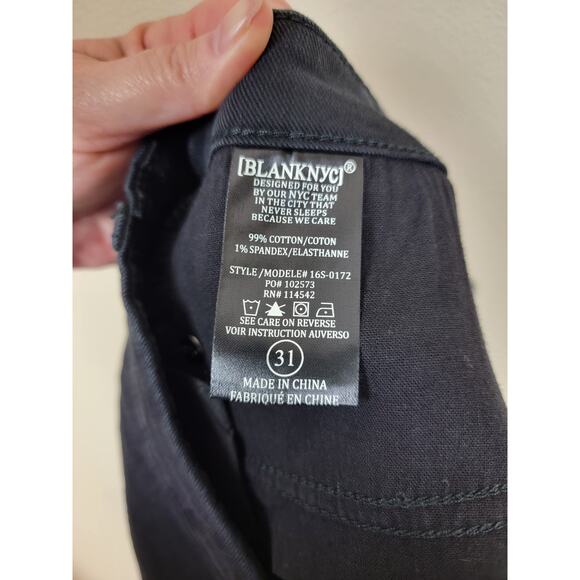 [BLANKNYC]®
DESIGNED FOR YOU
BY OUR NYC TEAM
IN THE CITY THAT
NEVER SLEEPS
BECAUSE WE CARE
99% COTTON/COTON
1% SPANDEX/ELASTHANNE
STYLE /MODELE# 16S-0172
PO# 102573
RN# 114542
SEE CARE ON REVERSE
VOIR INSTRUCTION AUVERSO
31
MADE IN CHINA
FABRIQUÉ EN CHINE